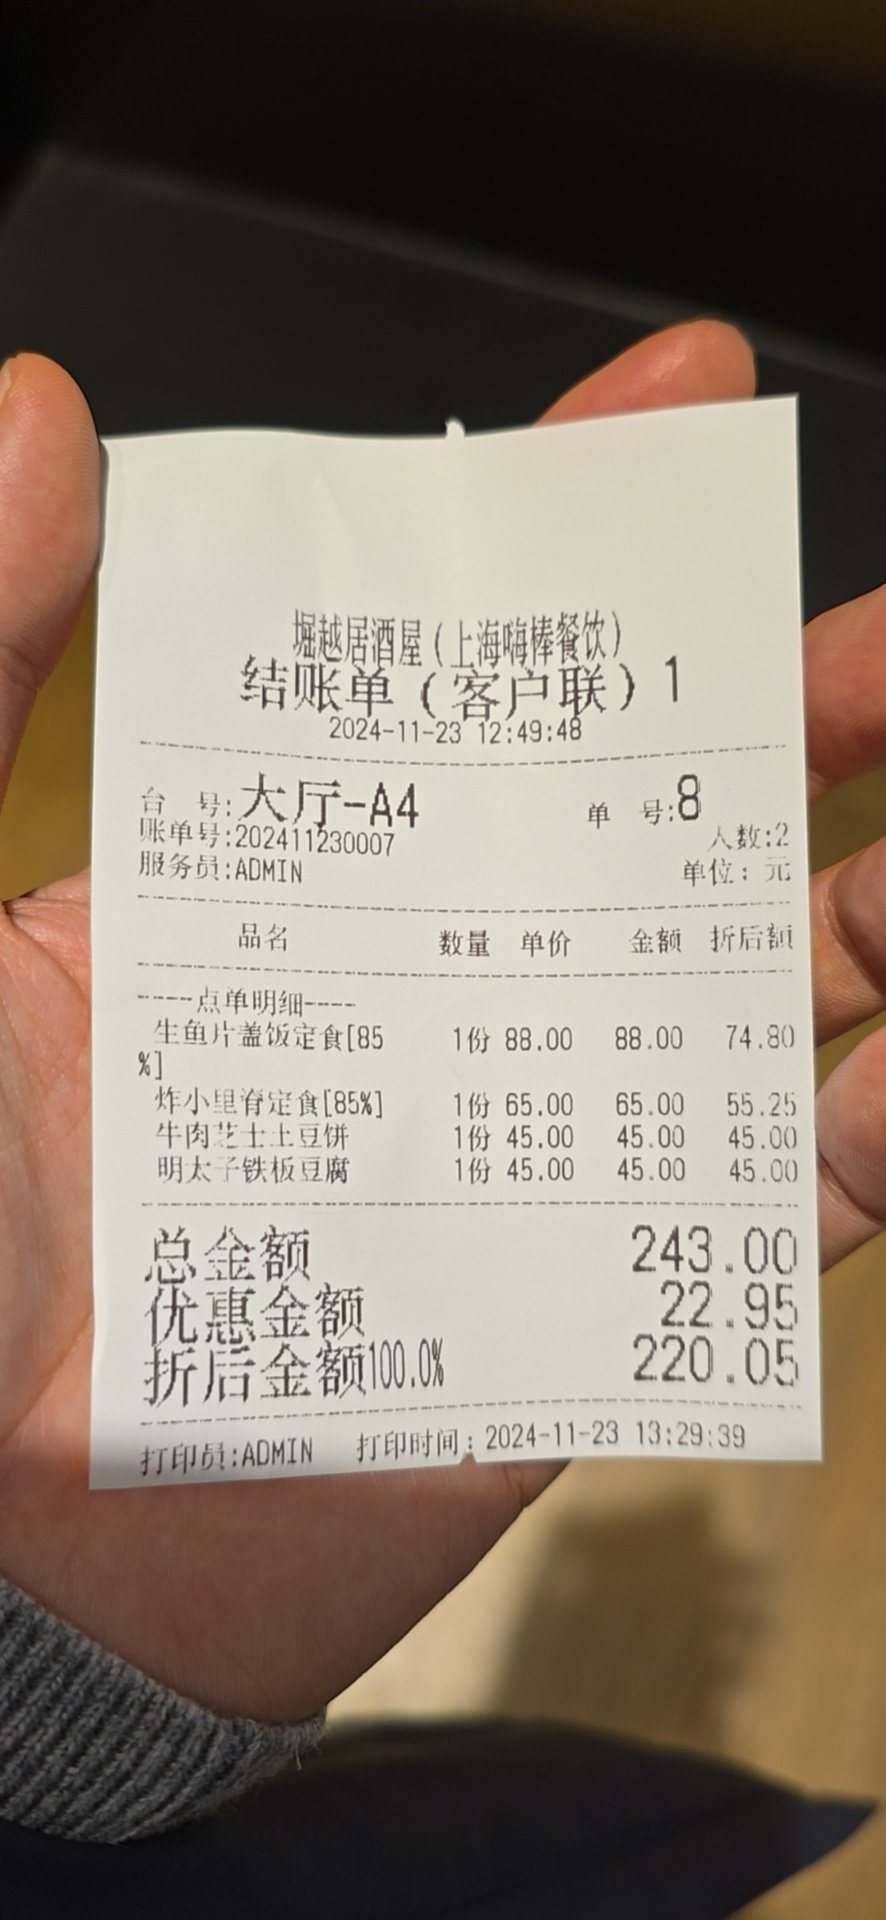 堀越居酒屋（上海嗨棒餐饮）
结账单（客户联）1
2024-11-23 12:49:48
台 号:大厅-A4 单 号:8
账单号:202411230007 人数:2
服务员:ADMIN 单位：元
品名 数量 单价 金额 折后额
----点单明细----
生鱼片盖饭定食[85 1份 88.00 88.00 74.80
%]
炸小里脊定食[85%] 1份 65.00 65.00 55.25
牛肉芝士土豆饼 1份 45.00 45.00 45.00
明太子铁板豆腐 1份 45.00 45.00 45.00
总金额 243.00
优惠金额 22.95
折后金额100.0% 220.05
打印员:ADMIN 打印时间：2024-11-23 13:29:39